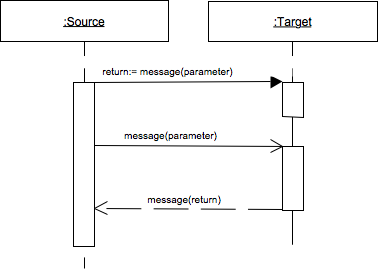 :Source
:Target
return:= message(parameter)
message(parameter)
message(return)